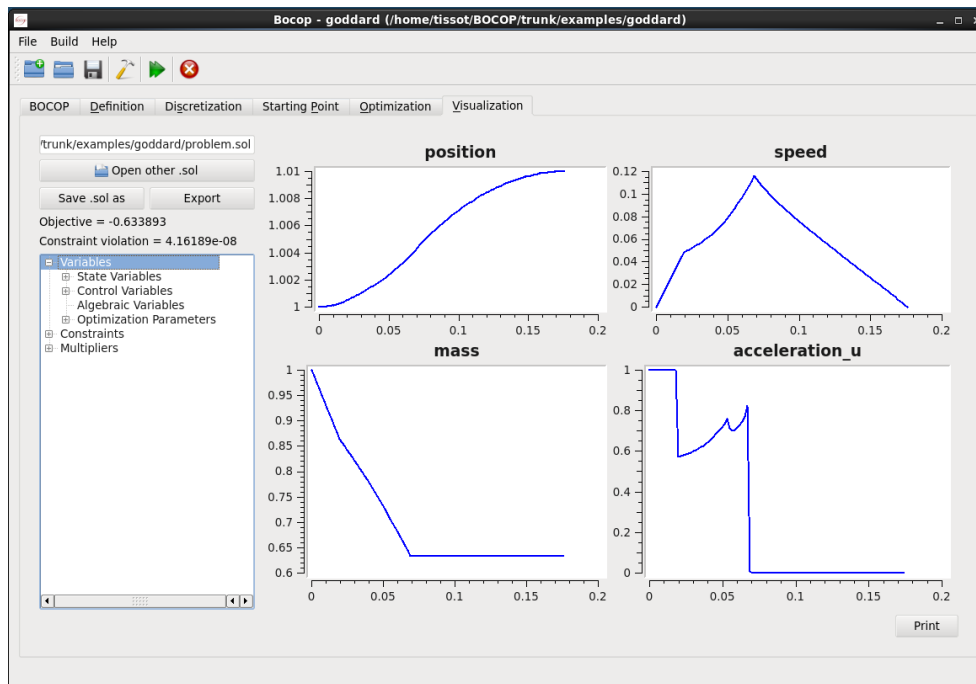 Bocop - goddard (/home/tissot/BOCOP/trunk/examples/goddard)
File Build Help
BOCOP Definition Discretization Starting Point Optimization Visualization
/trunk/examples/goddard/problem.sol
Open other .sol
Save .sol as Export
Objective = -0.633893
Constraint violation = 4.16189e-08
Variables
State Variables
Control Variables
Algebraic Variables
Optimization Parameters
Constraints
Multipliers
position
1.01
1.008
1.006
1.004
1.002
1
0 0.05 0.1 0.15 0.2
speed
0.12
0.1
0.08
0.06
0.04
0.02
0
0 0.05 0.1 0.15 0.2
mass
1
0.95
0.9
0.85
0.8
0.75
0.7
0.65
0.6
0 0.05 0.1 0.15 0.2
acceleration_u
1
0.8
0.6
0.4
0.2
0
0 0.05 0.1 0.15 0.2
Print